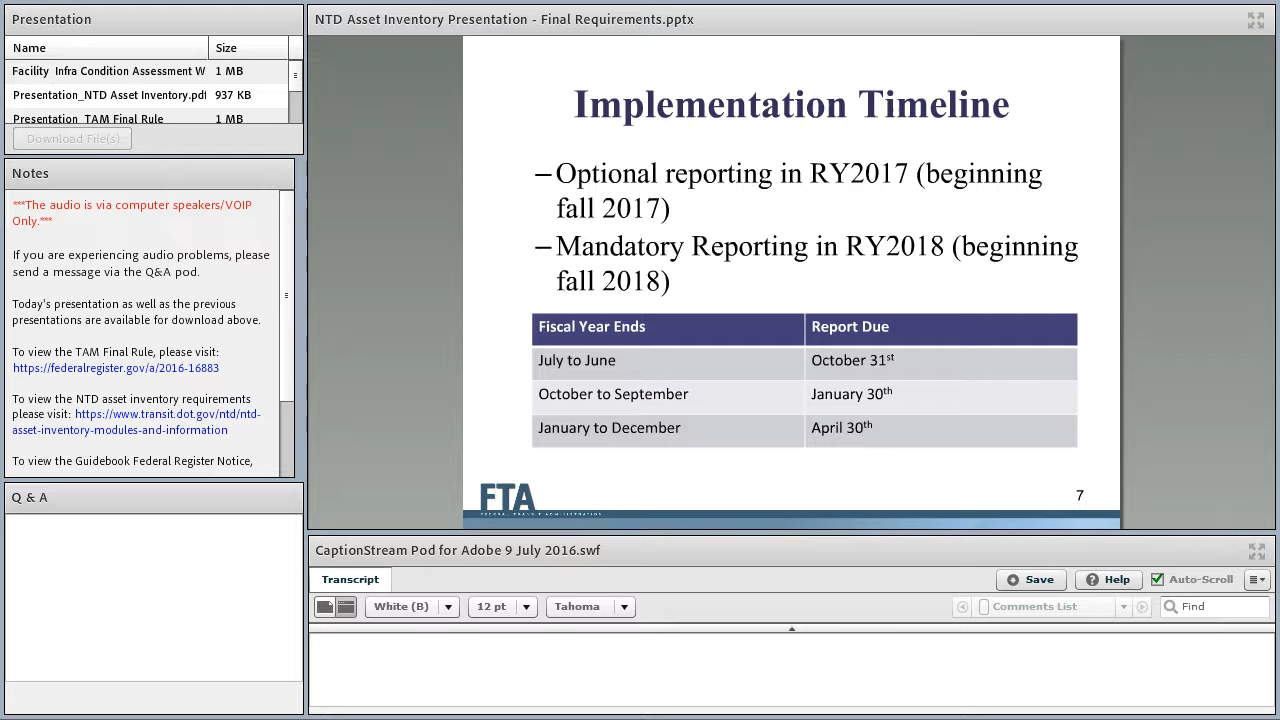 Presentation
Name Size
Facility Infra Condition Assessment W 1 MB
Presentation_NTD Asset Inventory.pdf 937 KB
Presentation_TAM Final Rule 1 MB
Download File(s)
Notes
***The audio is via computer speakers/VOIP
Only.***
If you are experiencing audio problems, please
send a message via the Q&A pod.
Today's presentation as well as the previous
presentations are available for download above.
To view the TAM Final Rule, please visit:
https://federalregister.gov/a/2016-16883
To view the NTD asset inventory requirements
please visit: https://www.transit.dot.gov/ntd/ntd-
asset-inventory-modules-and-information
To view the Guidebook Federal Register Notice,
Q & A
NTD Asset Inventory Presentation - Final Requirements.pptx
Implementation Timeline
–Optional reporting in RY2017 (beginning
fall 2017)
–Mandatory Reporting in RY2018 (beginning
fall 2018)
Fiscal Year Ends Report Due
July to June October 31st
October to September January 30th
January to December April 30th
FTA
FEDERAL TRANSIT ADMINISTRATION
7
CaptionStream Pod for Adobe 9 July 2016.swf
Transcript Save Help Auto-Scroll
White (B) 12 pt Tahoma Comments List Find